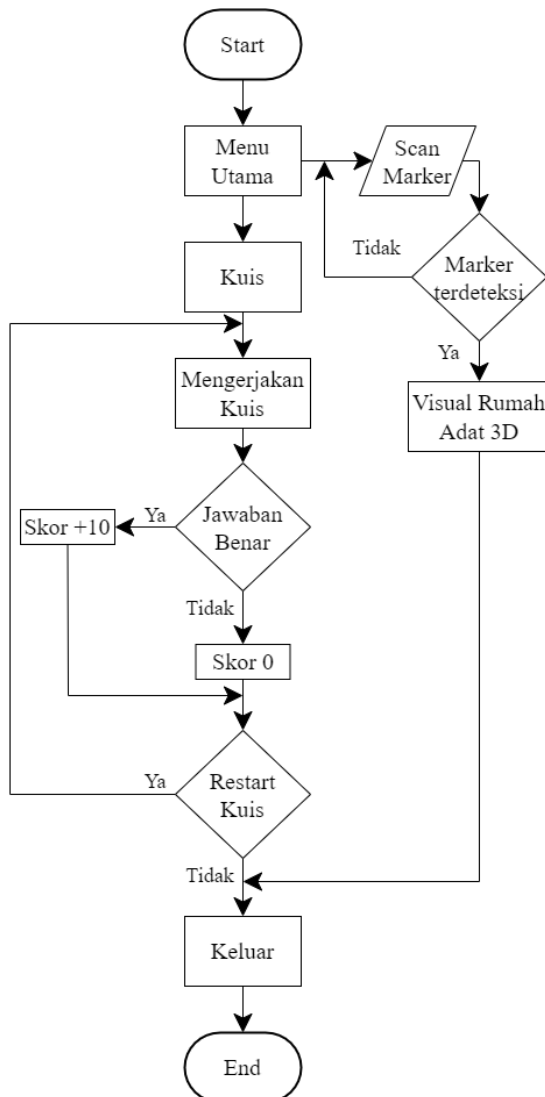 Start
Menu
Utama
Scan
Marker
Tidak
Marker
terdeteksi
Kuis
Ya
Mengerjakan
Kuis
Visual Rumah
Adat 3D
Skor +10
Ya
Jawaban
Benar
Tidak
Skor 0
Ya
Restart
Kuis
Tidak
Keluar
End